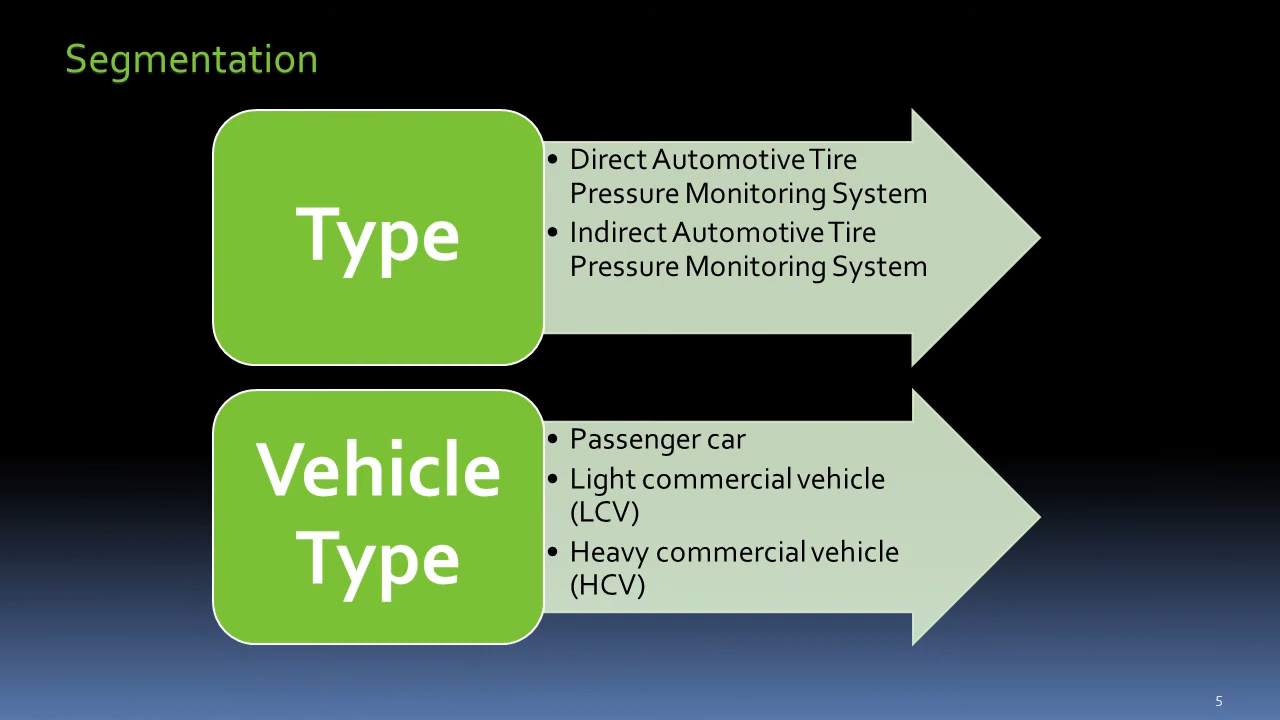 Segmentation
Type
• Direct Automotive Tire
Pressure Monitoring System
• Indirect Automotive Tire
Pressure Monitoring System
Vehicle
Type
• Passenger car
• Light commercial vehicle
(LCV)
• Heavy commercial vehicle
(HCV)
5